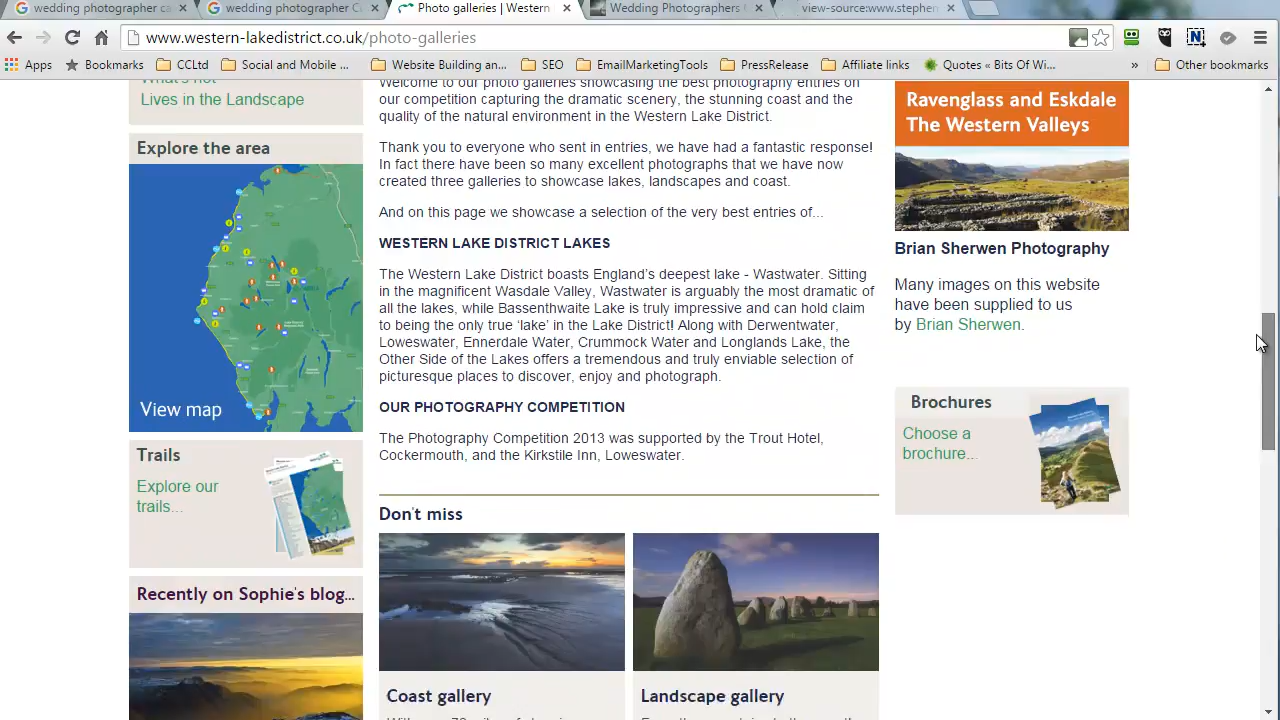 wedding photographer ca
wedding photographer C
Photo galleries | Western
Wedding Photographers
view-source:www.stephen
www.western-lakedistrict.co.uk/photo-galleries
Apps
Bookmarks
CCLtd
Social and Mobile ...
Website Building an...
SEO
EmailMarketingTools
PressRelease
Affiliate links
Quotes « Bits Of Wi...
»
Other bookmarks
What's hot
Lives in the Landscape
Explore the area
View map
Trails
Explore our
trails...
Recently on Sophie's blog...
Welcome to our photo galleries showcasing the best photography entries on
our competition capturing the dramatic scenery, the stunning coast and the
quality of the natural environment in the Western Lake District.
Thank you to everyone who sent in entries, we have had a fantastic response!
In fact there have been so many excellent photographs that we have now
created three galleries to showcase lakes, landscapes and coast.
And on this page we showcase a selection of the very best entries of...
WESTERN LAKE DISTRICT LAKES
The Western Lake District boasts England's deepest lake - Wastwater. Sitting
in the magnificent Wasdale Valley, Wastwater is arguably the most dramatic of
all the lakes, while Bassenthwaite Lake is truly impressive and can hold claim
to being the only true 'lake' in the Lake District! Along with Derwentwater,
Loweswater, Ennerdale Water, Crummock Water and Longlands Lake, the
Other Side of the Lakes offers a tremendous and truly enviable selection of
picturesque places to discover, enjoy and photograph.
OUR PHOTOGRAPHY COMPETITION
The Photography Competition 2013 was supported by the Trout Hotel,
Cockermouth, and the Kirkstile Inn, Loweswater.
Don't miss
Coast gallery
Landscape gallery
Ravenglass and Eskdale
The Western Valleys
Brian Sherwen Photography
Many images on this website
have been supplied to us
by Brian Sherwen.
Brochures
Choose a
brochure...